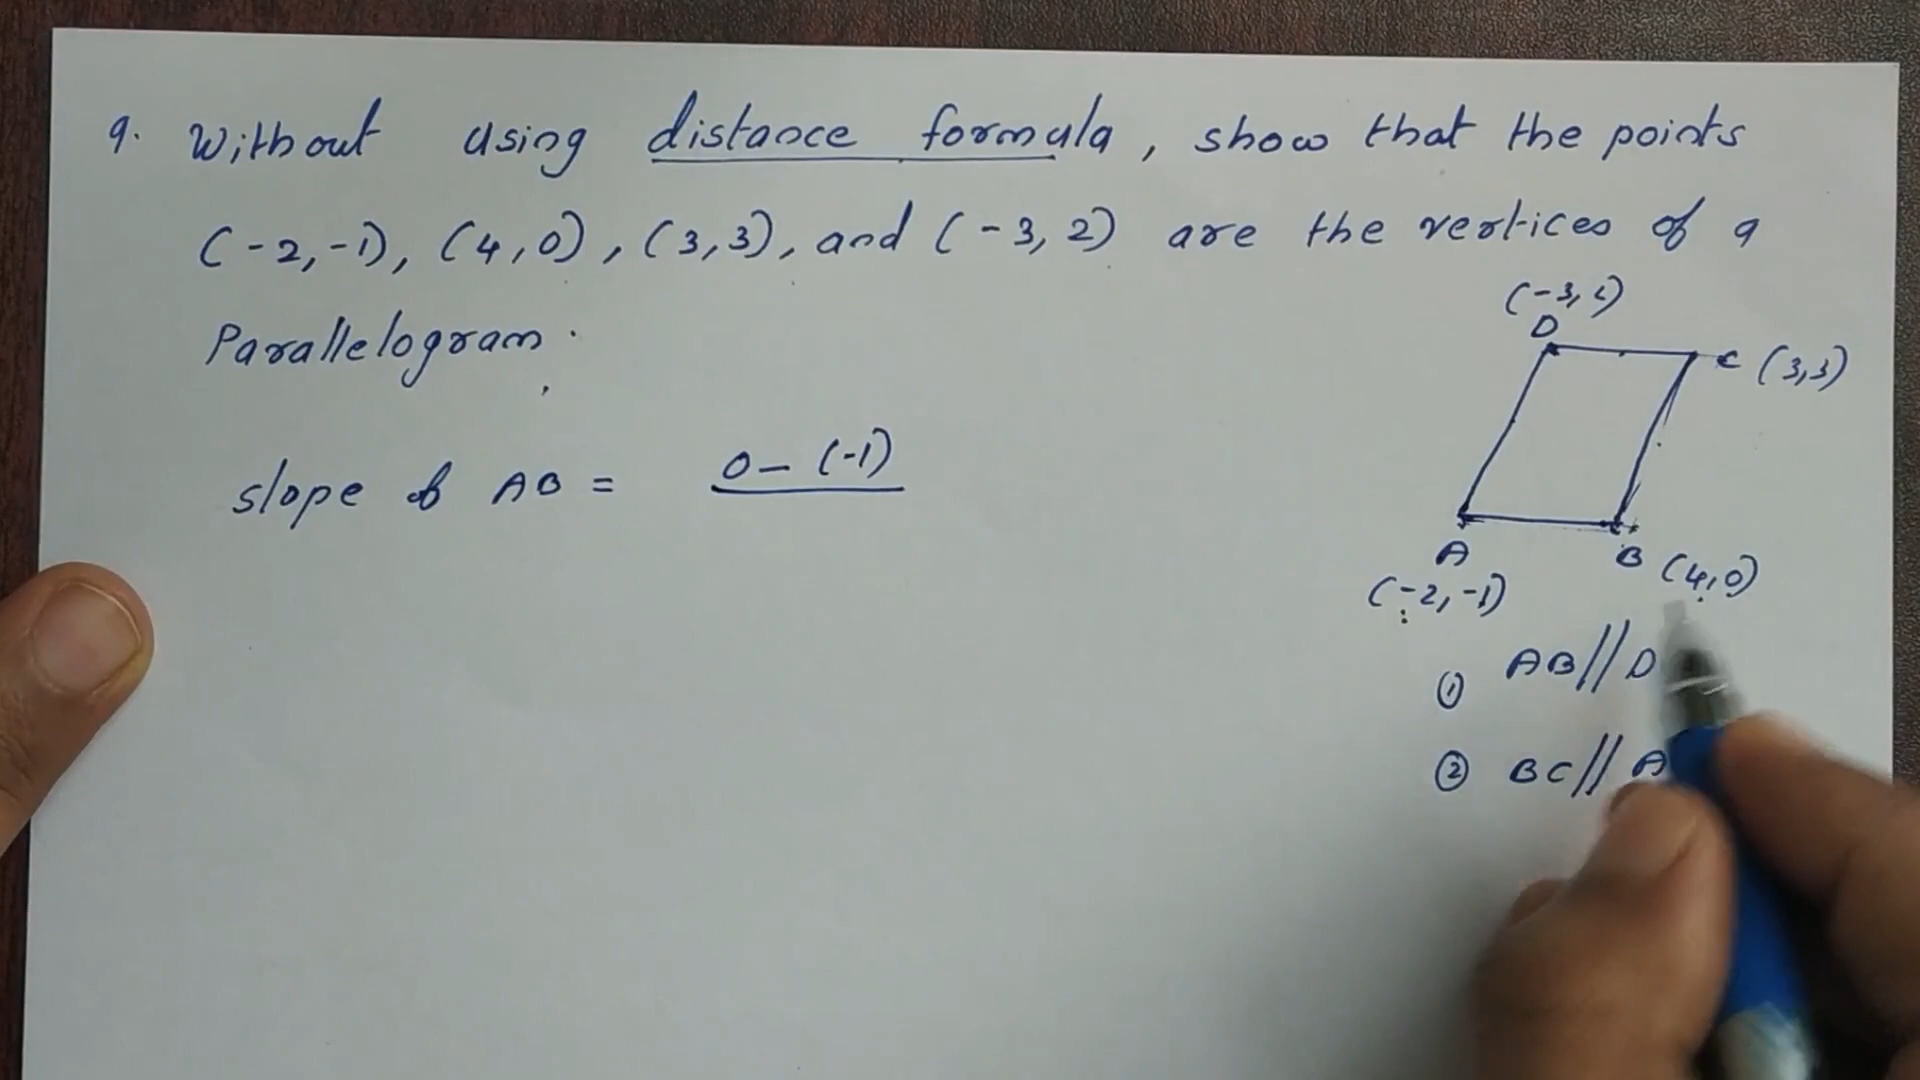 9. Without using distance formula, show that the points
(-2,-1), (4,0), (3,3), and (-3,2) are the vertices of a
Parallelogram.
(-3,2)
D
C (3,3)
slope of AB = 0-(-1)
A B (4,0)
(-2,-1)
① AB//D
② BC//A